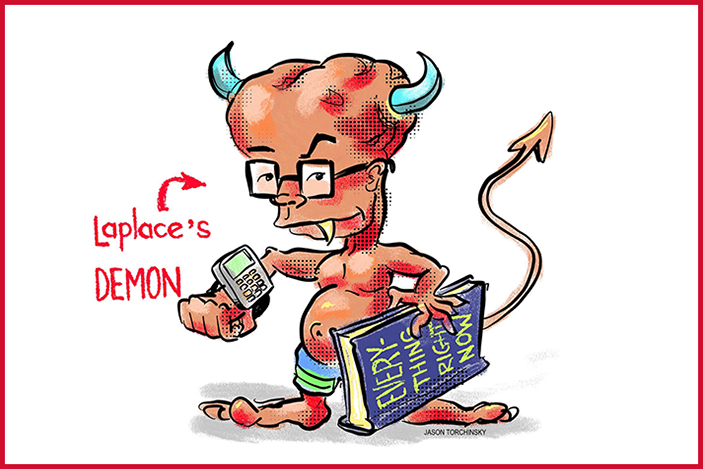 Laplace's
DEMON
EVERY-
THING
RIGHT
NOW
JASON TORCHINSKY